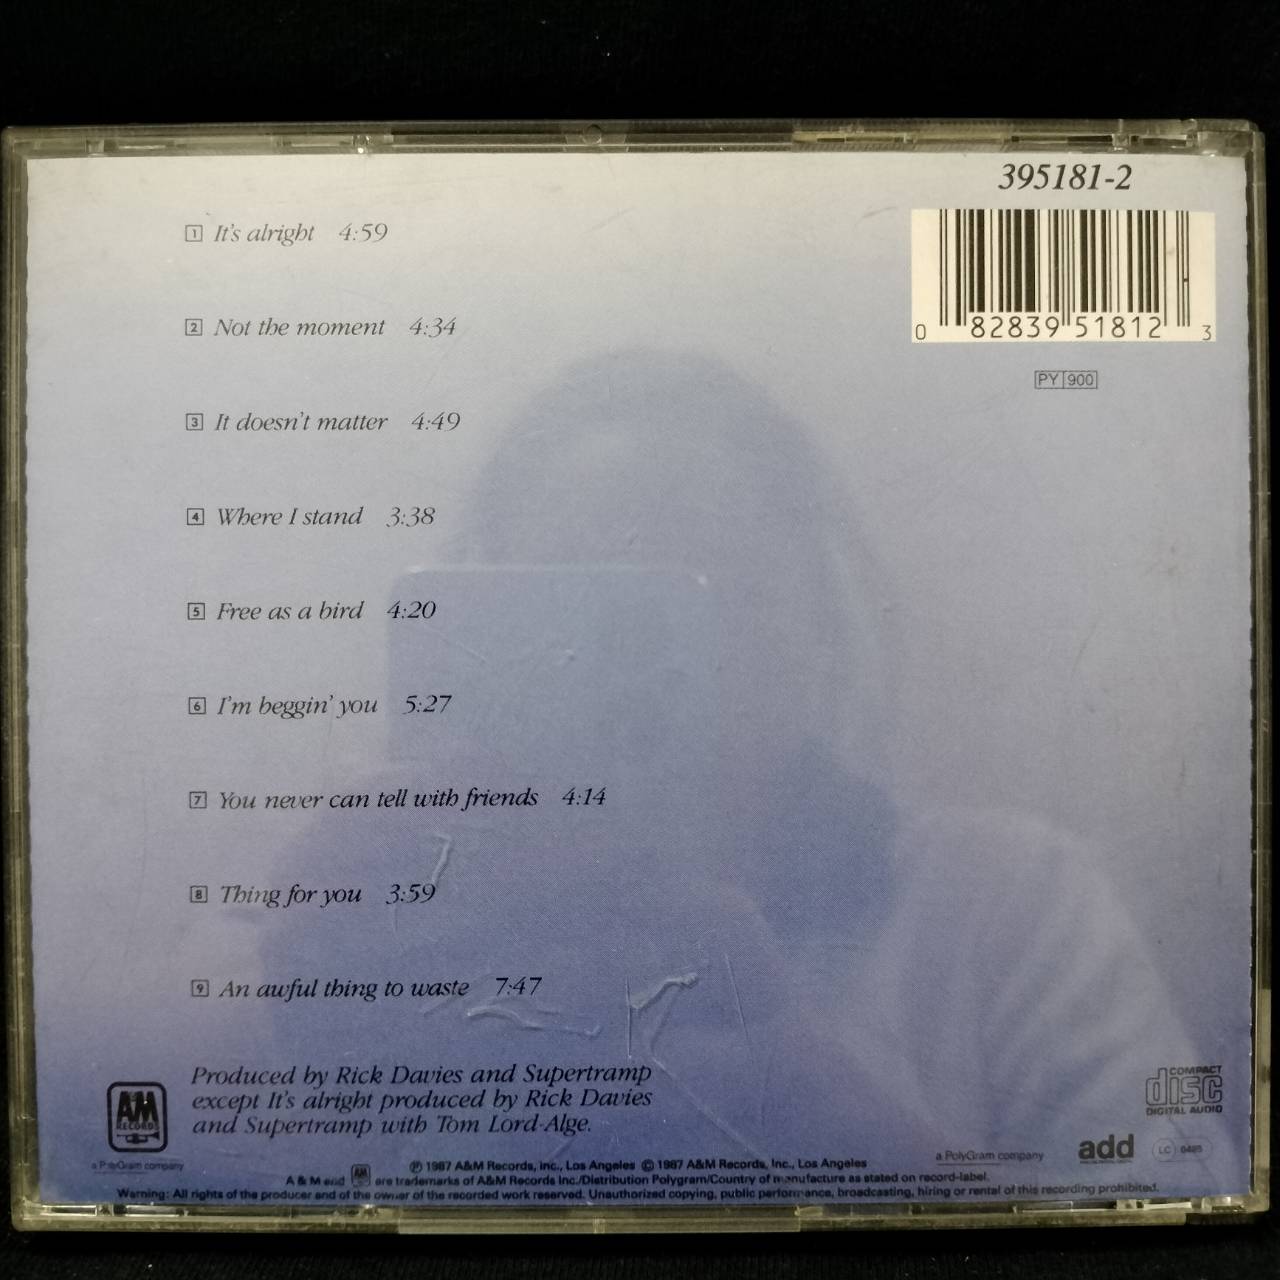 395181-2
0 82839 51812 3
PY 900
1 It's alright 4:59
2 Not the moment 4:34
3 It doesn't matter 4:49
4 Where I stand 3:38
5 Free as a bird 4:20
6 I'm beggin' you 5:27
7 You never can tell with friends 4:14
8 Thing for you 3:59
9 An awful thing to waste 7:47
Produced by Rick Davies and Supertramp
except It's alright produced by Rick Davies
and Supertramp with Tom Lord-Alge.
A&M
RECORDS
a PolyGram company
COMPACT
disc
DIGITAL AUDIO
a PolyGram company
add
LC 0485
℗ 1987 A&M Records, Inc., Los Angeles © 1987 A&M Records, Inc., Los Angeles
A & M and A&M are trademarks of A&M Records Inc./Distribution Polygram/Country of manufacture as stated on record-label.
Warning: All rights of the producer and of the owner of the recorded work reserved. Unauthorized copying, public performance, broadcasting, hiring or rental of this recording prohibited.